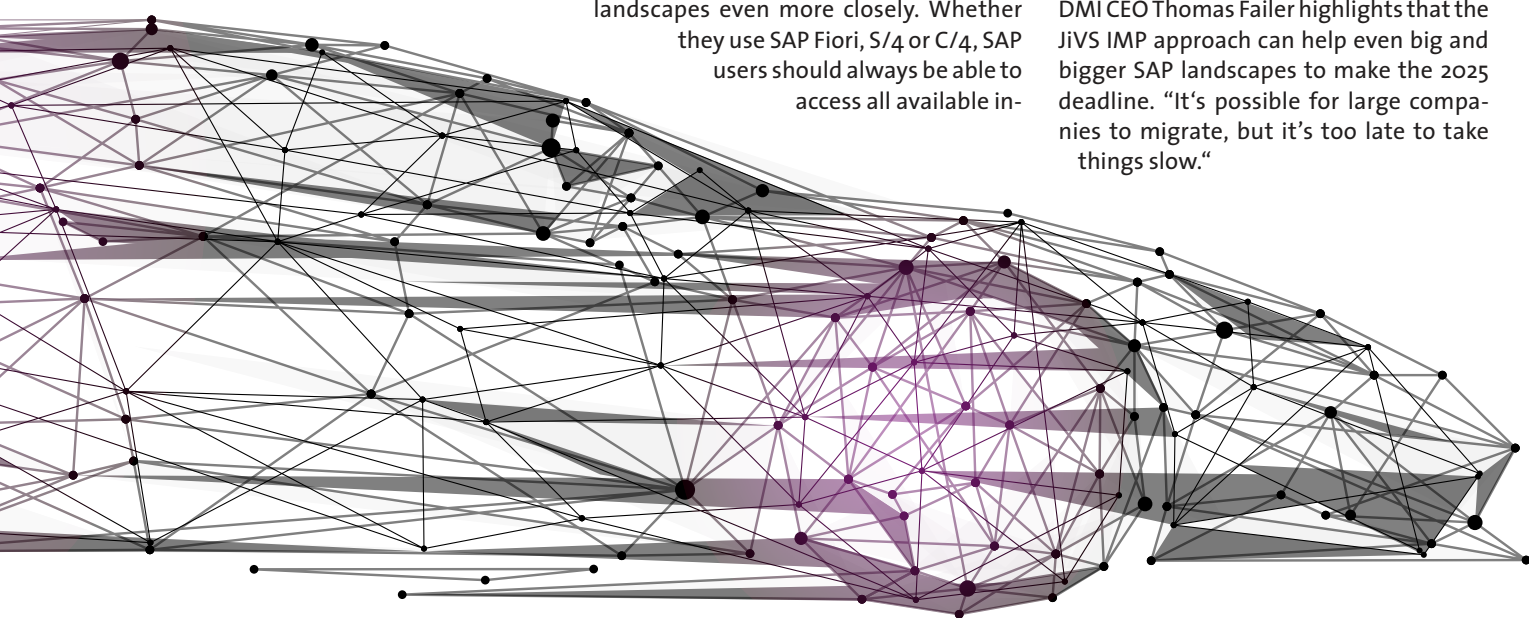 landscapes even more closely. Whether
they use SAP Fiori, S/4 or C/4, SAP
users should always be able to
access all available in-
DMI CEO Thomas Failer highlights that the
JiVS IMP approach can help even big and
bigger SAP landscapes to make the 2025
deadline. “It‘s possible for large compa-
nies to migrate, but it’s too late to take
things slow.“